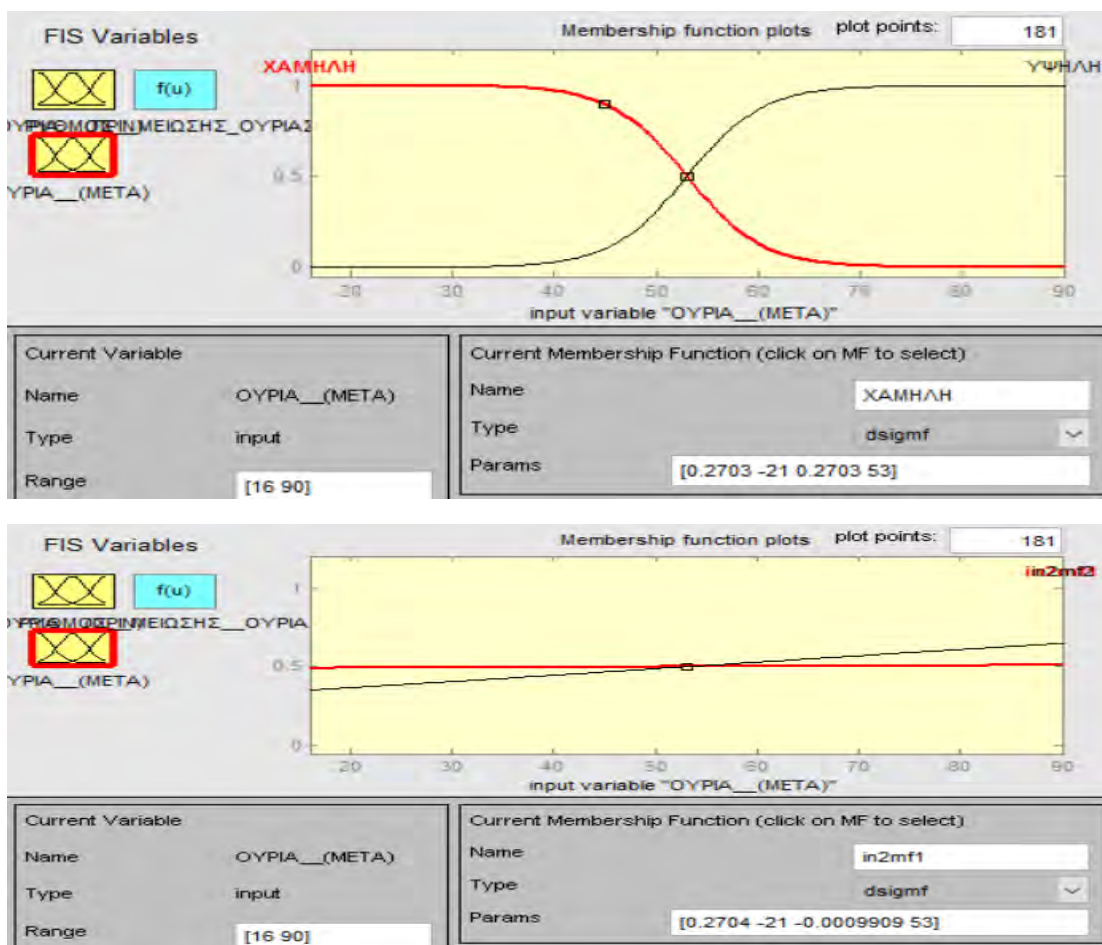 FIS Variables
Membership function plots plot points: 181
f(u)
ΧΑΜΗΛΗ
ΥΨΗΛΗ
1
ΜΕΙΩΣΗΣ_ΟΥΡΙΑΣ
0.5
ΥΡΙΑ__(ΜΕΤΑ)
0
20 30 40 50 60 70 80 90
input variable "ΟΥΡΙΑ__(ΜΕΤΑ)"
Current Variable
Current Membership Function (click on MF to select)
Name ΟΥΡΙΑ__(ΜΕΤΑ)
Name ΧΑΜΗΛΗ
Type input
Type dsigmf
Range [16 90]
Params [0.2703 -21 0.2703 53]
FIS Variables
Membership function plots plot points: 181
f(u)
1
ΜΕΙΩΣΗΣ__ΟΥΡΙΑ
0.5
ΥΡΙΑ__(ΜΕΤΑ)
0
20 30 40 50 60 70 80 90
input variable "ΟΥΡΙΑ__(ΜΕΤΑ)"
Current Variable
Current Membership Function (click on MF to select)
Name ΟΥΡΙΑ__(ΜΕΤΑ)
Name in2mf1
Type input
Type dsigmf
Range [16 90]
Params [0.2704 -21 -0.0009909 53]